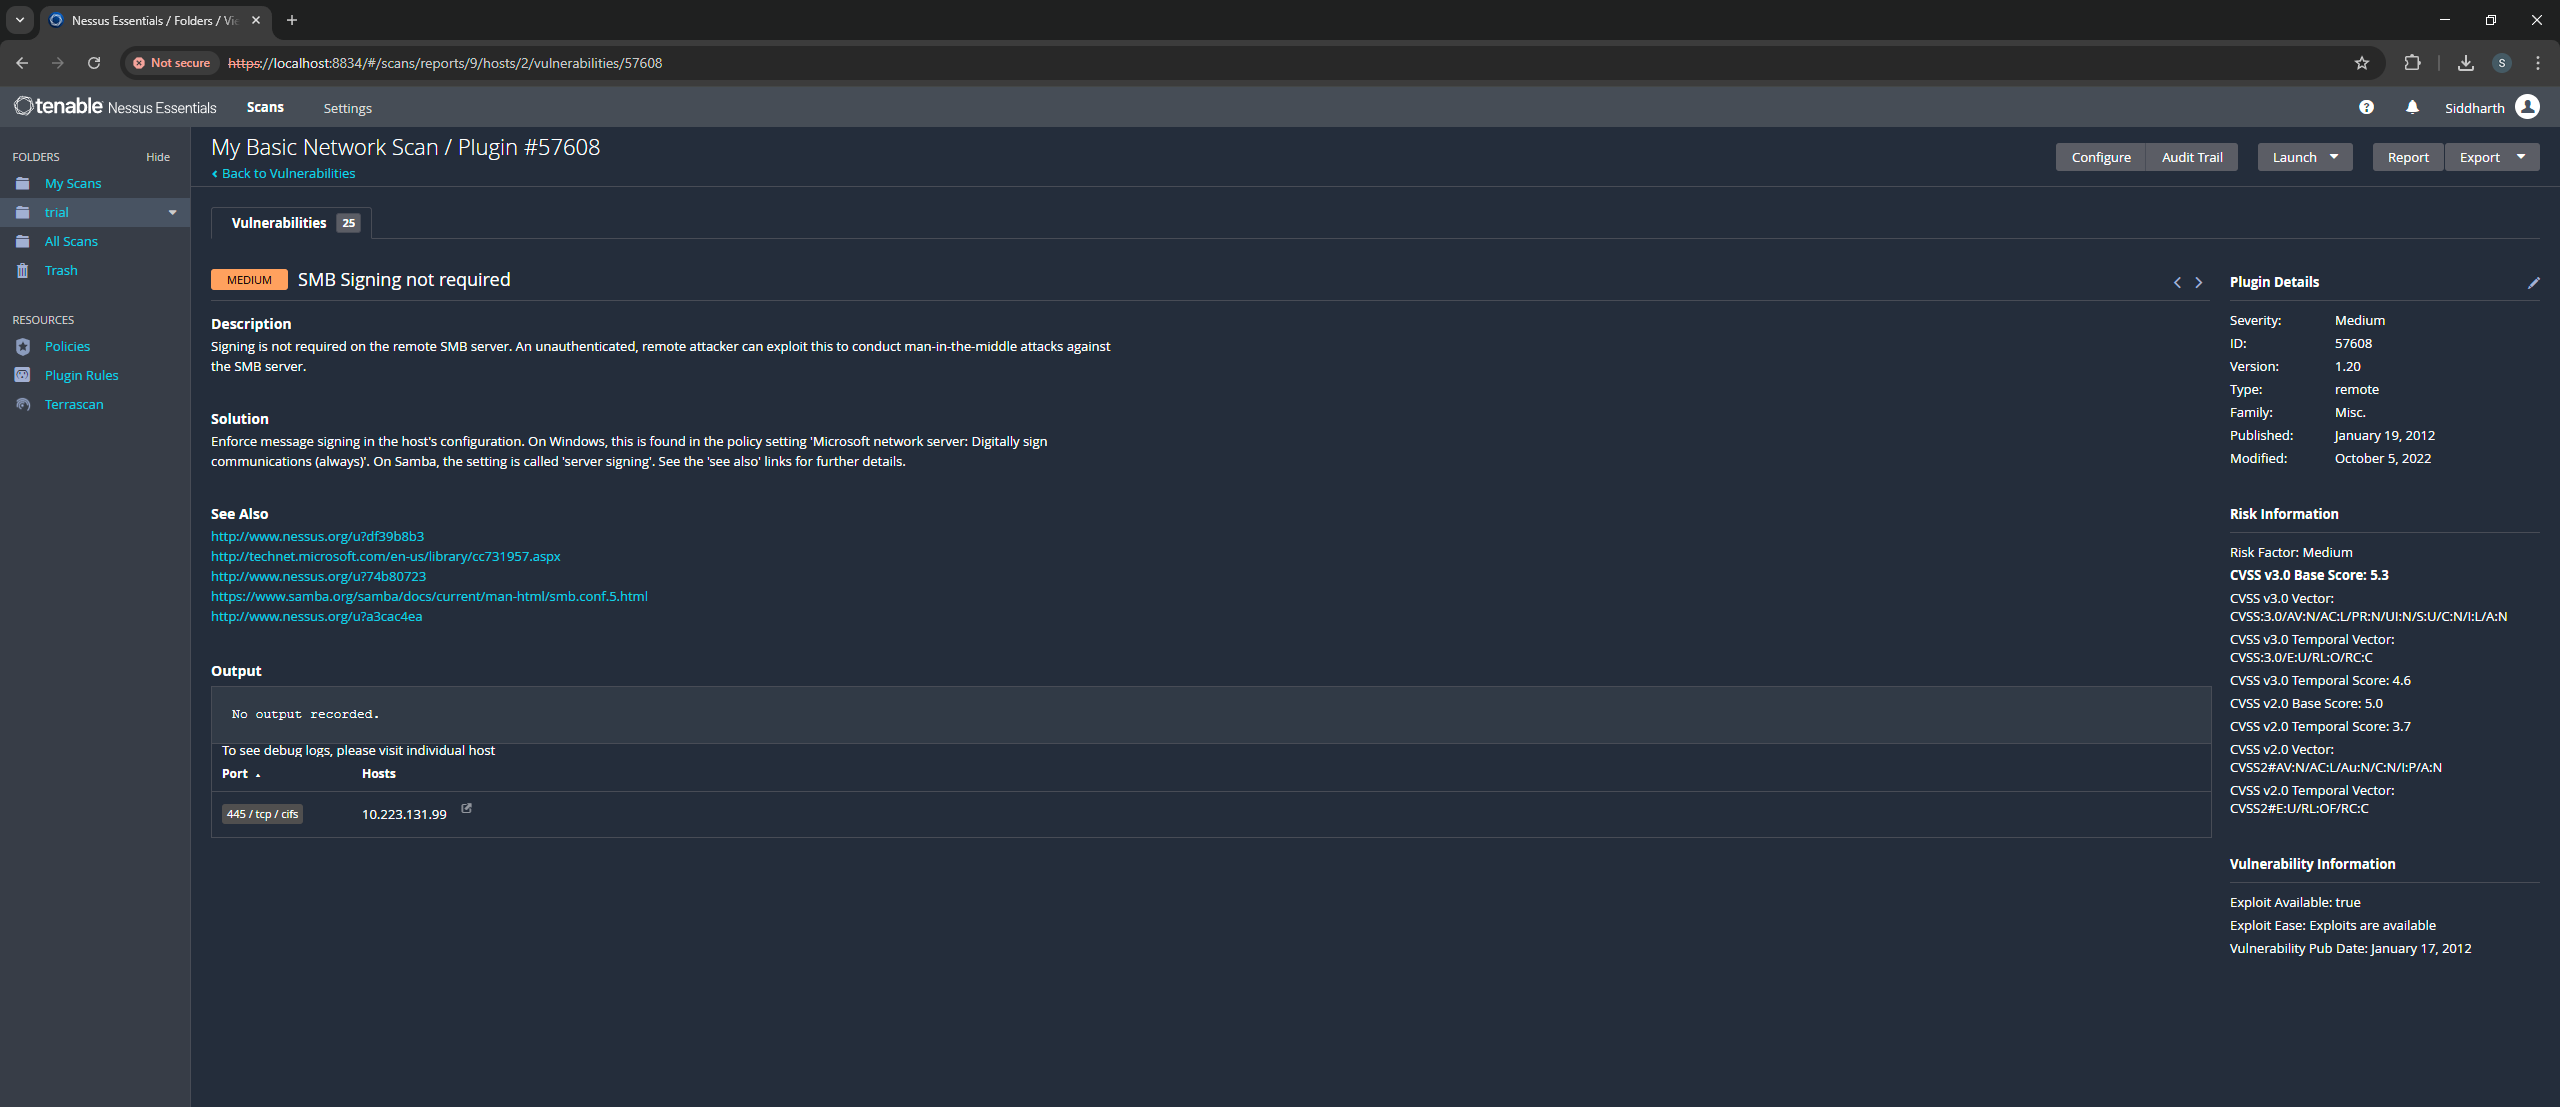 Nessus Essentials / Folders / Vie
Not secure
https://localhost:8834/#/scans/reports/9/hosts/2/vulnerabilities/57608
S
tenable Nessus Essentials
Scans
Settings
?
Siddharth
FOLDERS
Hide
My Scans
trial
All Scans
Trash
RESOURCES
Policies
Plugin Rules
Terrascan
My Basic Network Scan / Plugin #57608
Back to Vulnerabilities
Configure
Audit Trail
Launch
Report
Export
Vulnerabilities 25
MEDIUM
SMB Signing not required
Description
Signing is not required on the remote SMB server. An unauthenticated, remote attacker can exploit this to conduct man-in-the-middle attacks against
the SMB server.
Solution
Enforce message signing in the host's configuration. On Windows, this is found in the policy setting 'Microsoft network server: Digitally sign
communications (always)'. On Samba, the setting is called 'server signing'. See the 'see also' links for further details.
See Also
http://www.nessus.org/u?df39b8b3
http://technet.microsoft.com/en-us/library/cc731957.aspx
http://www.nessus.org/u?74b80723
https://www.samba.org/samba/docs/current/man-html/smb.conf.5.html
http://www.nessus.org/u?a3cac4ea
Output
No output recorded.
To see debug logs, please visit individual host
Port
Hosts
445 / tcp / cifs
10.223.131.99
Plugin Details
Severity: Medium
ID: 57608
Version: 1.20
Type: remote
Family: Misc.
Published: January 19, 2012
Modified: October 5, 2022
Risk Information
Risk Factor: Medium
CVSS v3.0 Base Score: 5.3
CVSS v3.0 Vector:
CVSS:3.0/AV:N/AC:L/PR:N/UI:N/S:U/C:N/I:L/A:N
CVSS v3.0 Temporal Vector:
CVSS:3.0/E:U/RL:O/RC:C
CVSS v3.0 Temporal Score: 4.6
CVSS v2.0 Base Score: 5.0
CVSS v2.0 Temporal Score: 3.7
CVSS v2.0 Vector:
CVSS2#AV:N/AC:L/Au:N/C:N/I:P/A:N
CVSS v2.0 Temporal Vector:
CVSS2#E:U/RL:OF/RC:C
Vulnerability Information
Exploit Available: true
Exploit Ease: Exploits are available
Vulnerability Pub Date: January 17, 2012